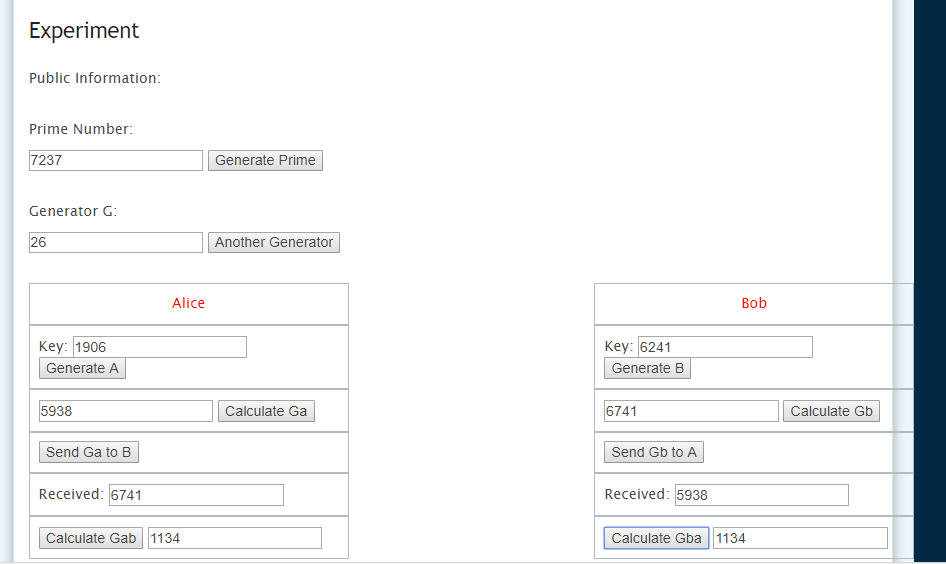 Experiment
Public Information:
Prime Number:
7237 Generate Prime
Generator G:
26 Another Generator
Alice
Key: 1906
Generate A
5938 Calculate Ga
Send Ga to B
Received: 6741
Calculate Gab 1134
Bob
Key: 6241
Generate B
6741 Calculate Gb
Send Gb to A
Received: 5938
Calculate Gba 1134